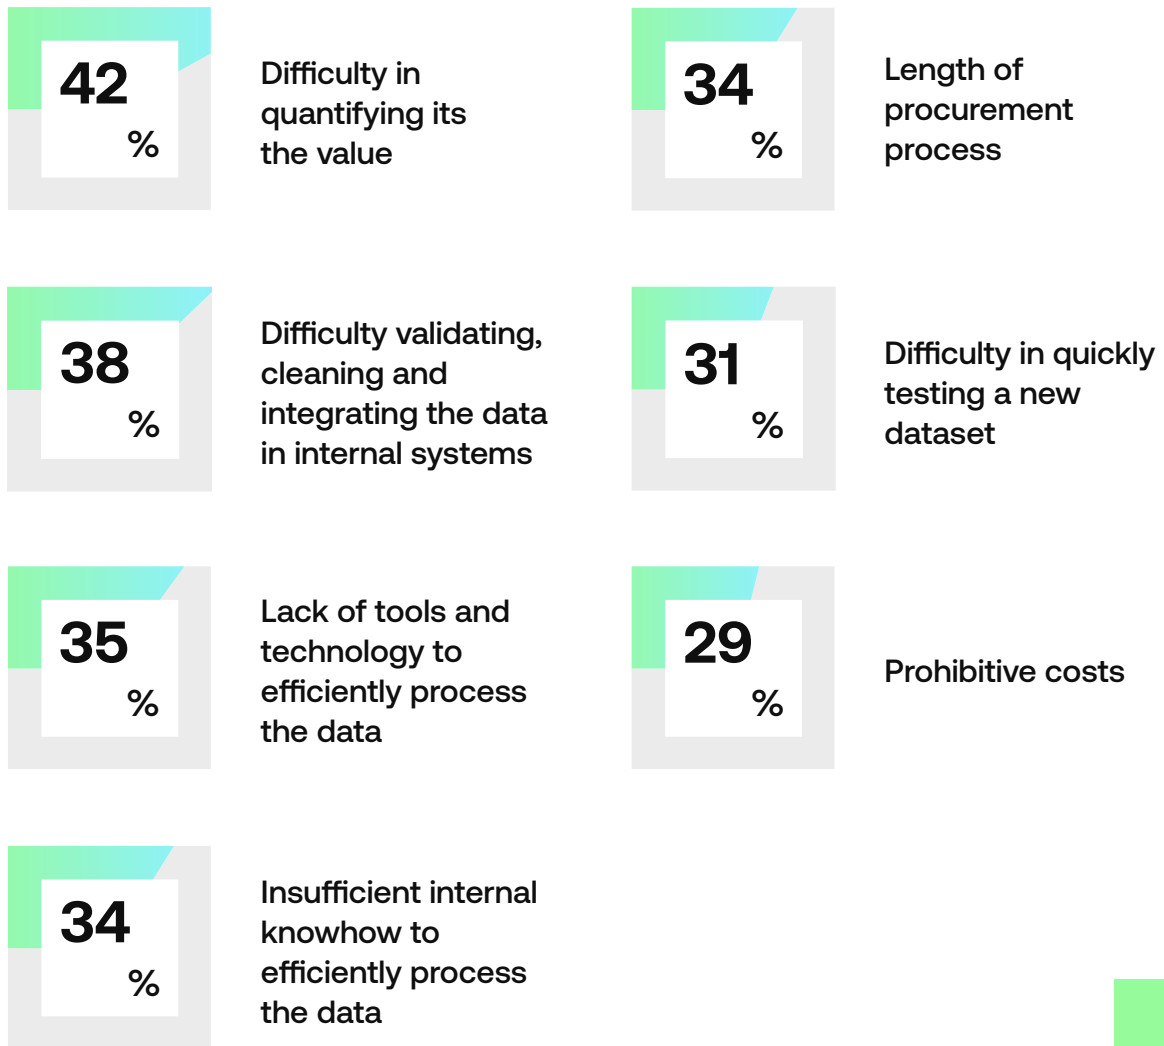 42
%
Difficulty in
quantifying its
the value
38
%
Difficulty validating,
cleaning and
integrating the data
in internal systems
35
%
Lack of tools and
technology to
efficiently process
the data
34
%
Insufficient internal
knowhow to
efficiently process
the data
34
%
Length of
procurement
process
31
%
Difficulty in quickly
testing a new
dataset
29
%
Prohibitive costs